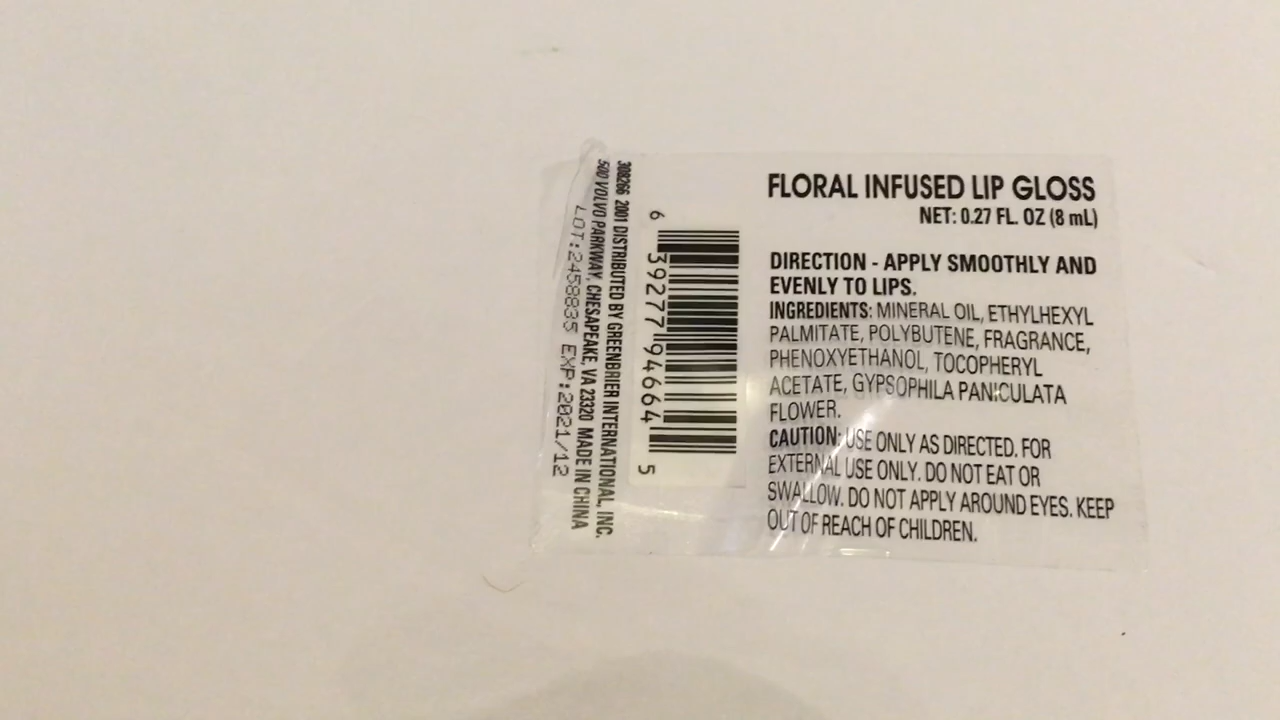 FLORAL INFUSED LIP GLOSS
NET: 0.27 FL. OZ (8 mL)
DIRECTION - APPLY SMOOTHLY AND
EVENLY TO LIPS.
INGREDIENTS: MINERAL OIL, ETHYLHEXYL
PALMITATE, POLYBUTENE, FRAGRANCE,
PHENOXYETHANOL, TOCOPHERYL
ACETATE, GYPSOPHILA PANICULATA
FLOWER.
CAUTION: USE ONLY AS DIRECTED. FOR
EXTERNAL USE ONLY. DO NOT EAT OR
SWALLOW. DO NOT APPLY AROUND EYES. KEEP
OUT OF REACH OF CHILDREN.
6 39277 94664 5
308266 2001 DISTRIBUTED BY GREENBRIER INTERNATIONAL, INC.
500 VOLVO PARKWAY, CHESAPEAKE, VA 23320 MADE IN CHINA
LOT:2458835 EXP:2021/12